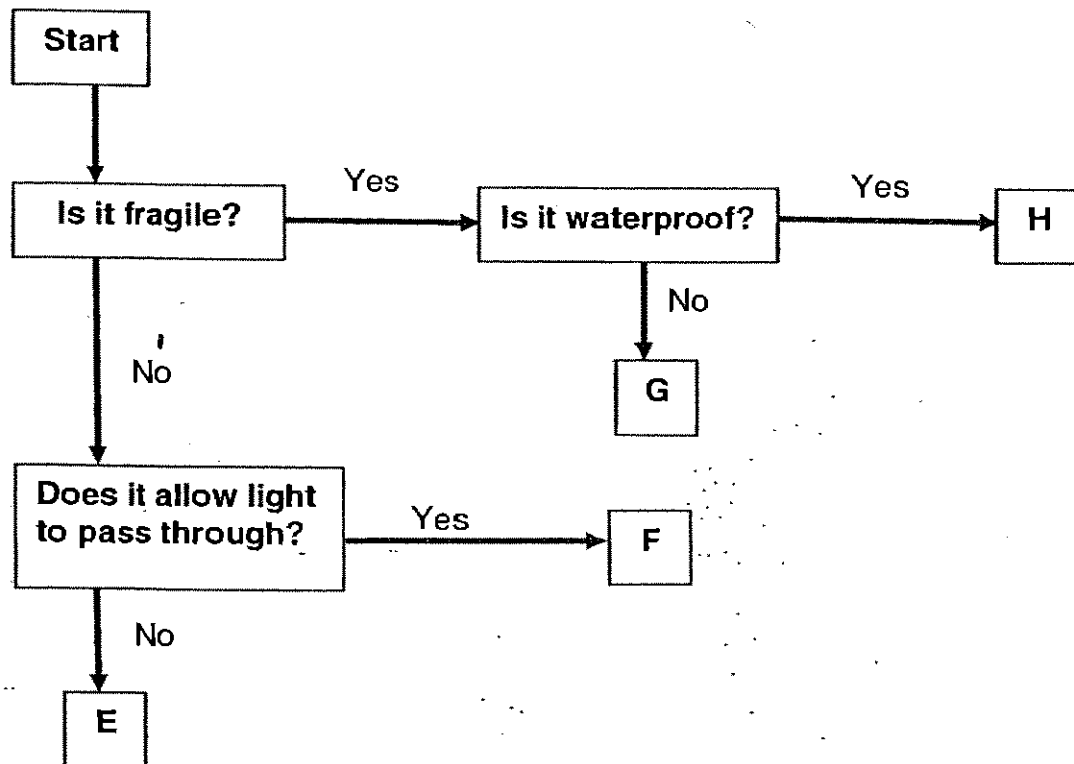 Start
Is it fragile?
Yes
Is it waterproof?
Yes
H
No
No
G
Does it allow light
to pass through?
Yes
F
No
E